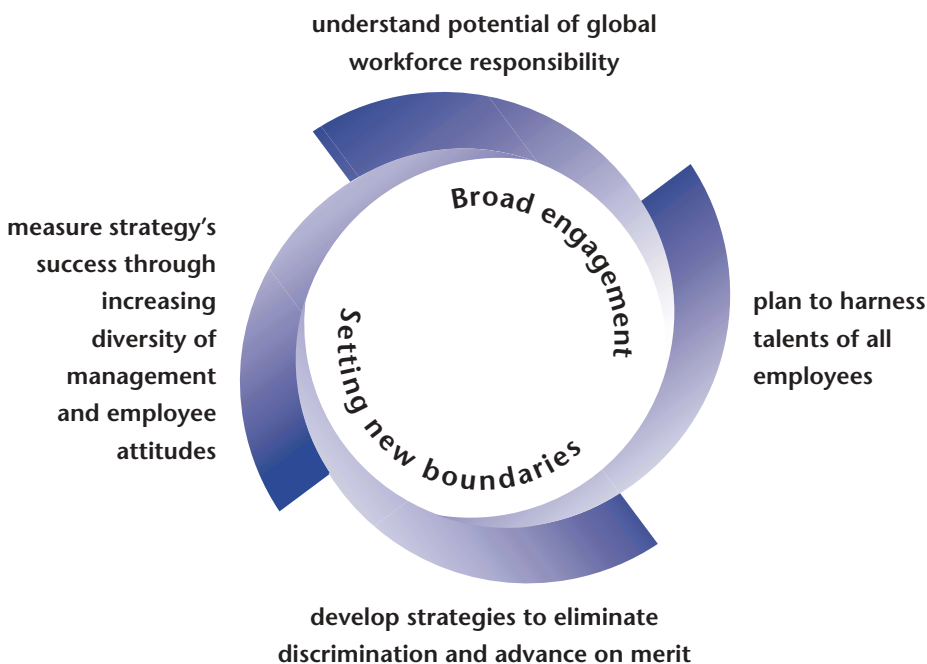 understand potential of global
workforce responsibility
Broad engagement
plan to harness
talents of all
employees
Setting new boundaries
develop strategies to eliminate
discrimination and advance on merit
measure strategy’s
success through
increasing
diversity of
management
and employee
attitudes